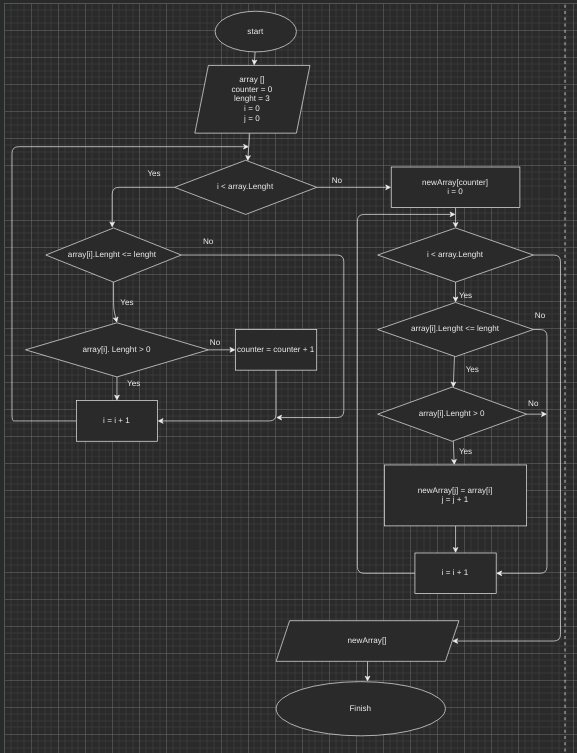 start
array []
counter = 0
lenght = 3
i = 0
j = 0
i < array.Lenght
Yes
No
array[i].Lenght <= lenght
No
Yes
array[i]. Lenght > 0
No
counter = counter + 1
Yes
i = i + 1
newArray[counter]
i = 0
i < array.Lenght
Yes
array[i].Lenght <= lenght
No
Yes
array[i].Lenght > 0
No
Yes
newArray[j] = array[i]
j = j + 1
i = i + 1
newArray[]
Finish